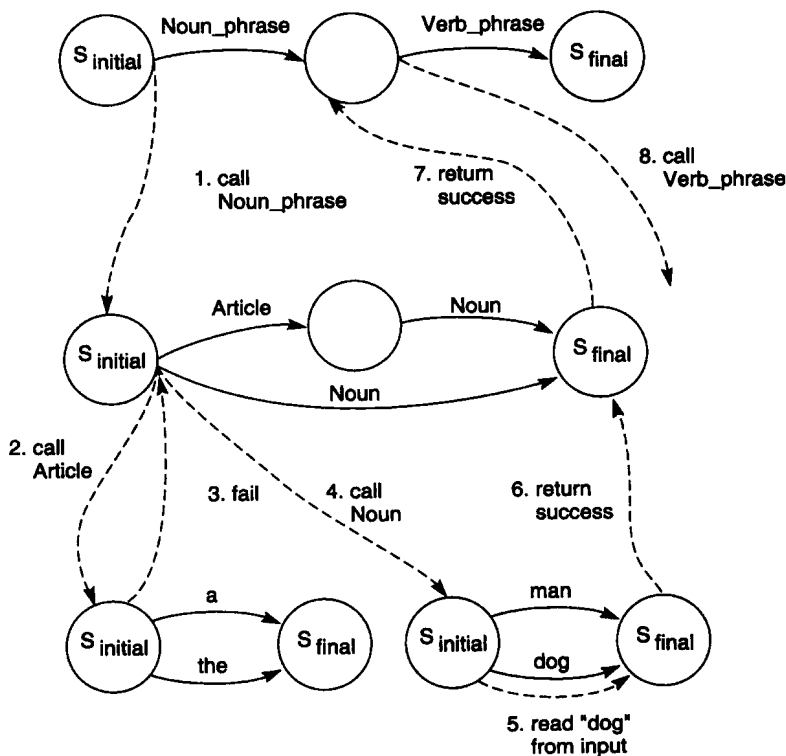 Noun_phrase
Verb_phrase
S initial
S final
1. call
Noun_phrase
7. return
success
8. call
Verb_phrase
Article
Noun
S initial
S final
Noun
2. call
Article
3. fail
4. call
Noun
6. return
success
a
man
S initial
S final
S initial
S final
the
dog
5. read "dog"
from input